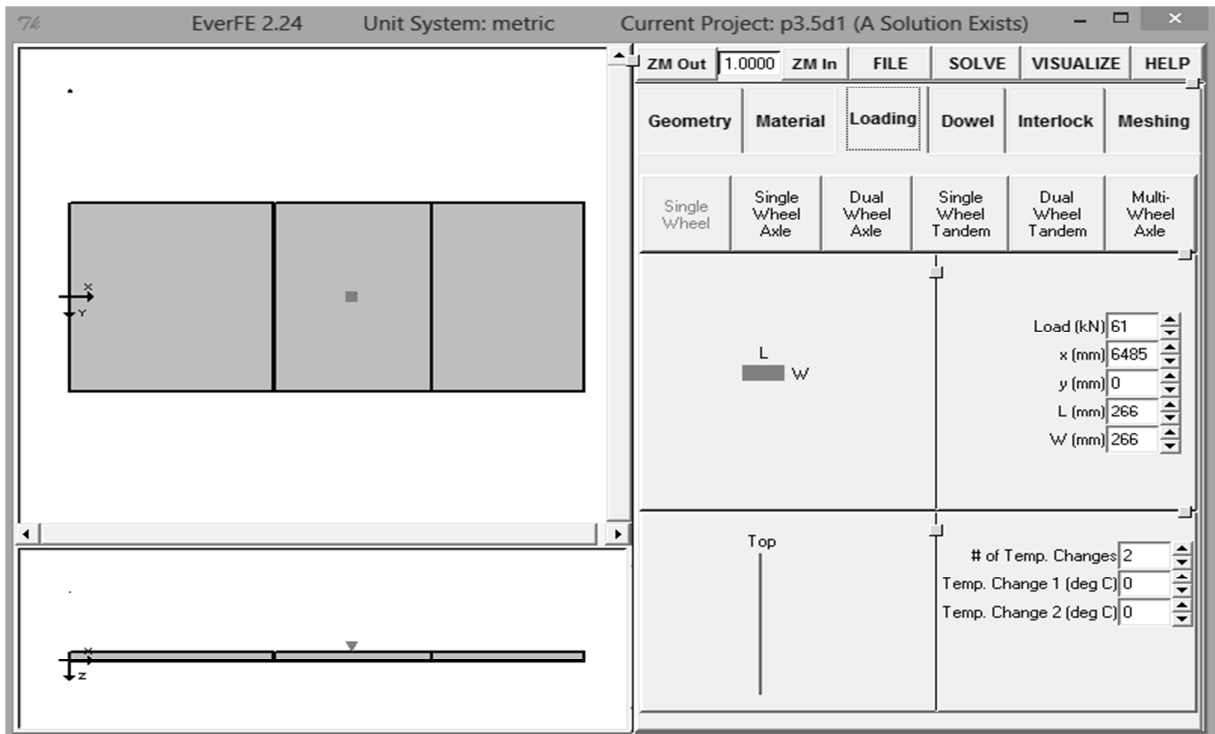 7k EverFE 2.24 Unit System: metric Current Project: p3.5d1 (A Solution Exists)
ZM Out 1.0000 ZM In FILE SOLVE VISUALIZE HELP
Geometry Material Loading Dowel Interlock Meshing
Single Wheel
Single Wheel Axle
Dual Wheel Axle
Single Wheel Tandem
Dual Wheel Tandem
Multi-Wheel Axle
X
Y
L
W
Load (kN) 61
x (mm) 6485
y (mm) 0
L (mm) 266
W (mm) 266
X
Z
Top
# of Temp. Changes 2
Temp. Change 1 (deg C) 0
Temp. Change 2 (deg C) 0